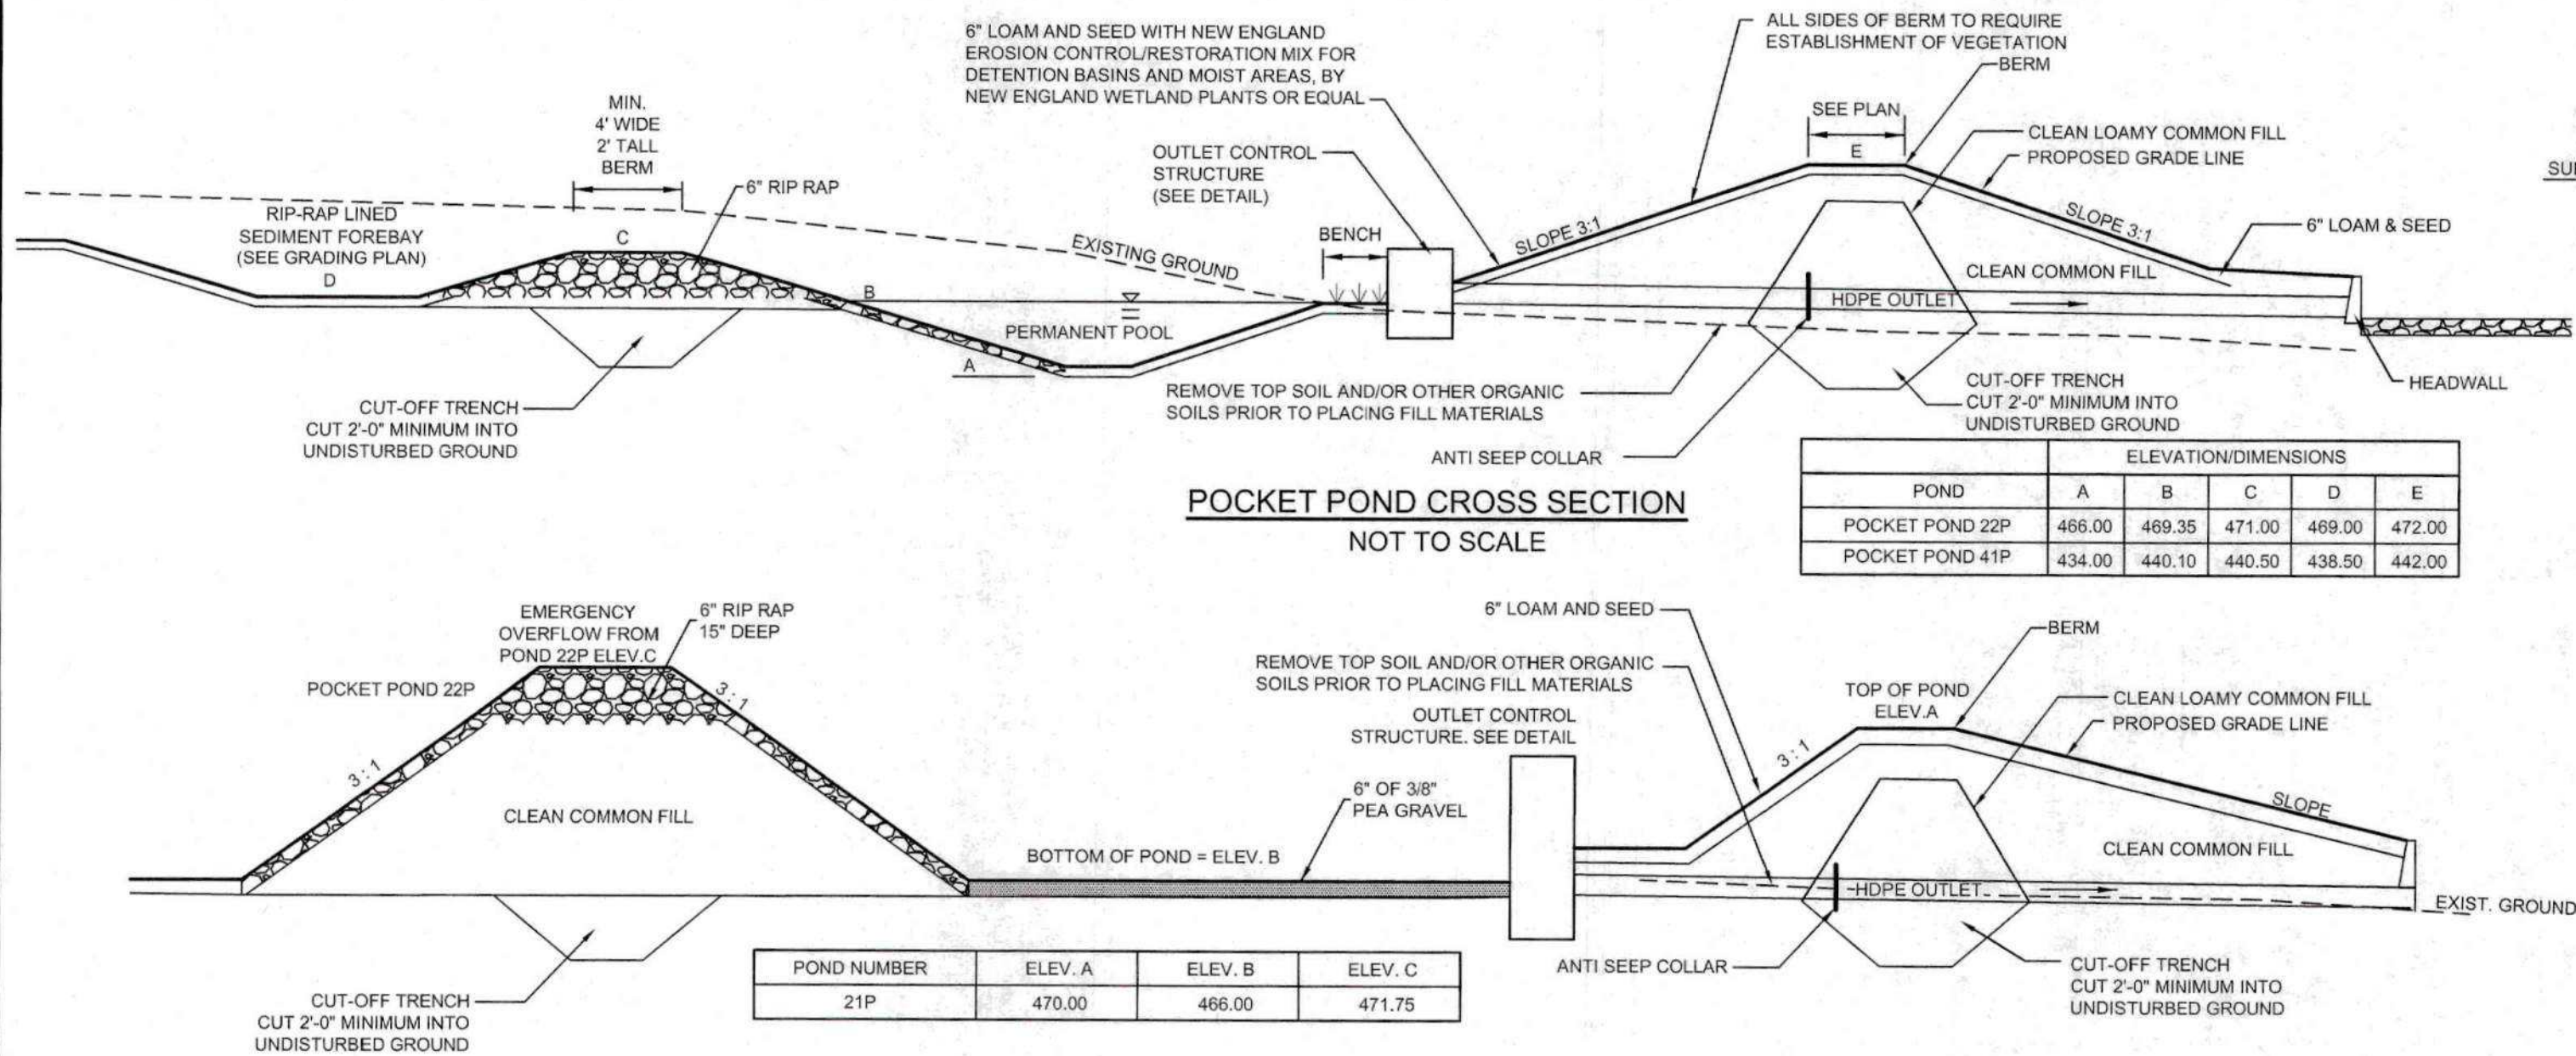 6" LOAM AND SEED WITH NEW ENGLAND
EROSION CONTROL/RESTORATION MIX FOR
DETENTION BASINS AND MOIST AREAS, BY
NEW ENGLAND WETLAND PLANTS OR EQUAL
ALL SIDES OF BERM TO REQUIRE
ESTABLISHMENT OF VEGETATION
BERM
MIN.
4' WIDE
2' TALL
BERM
6" RIP RAP
OUTLET CONTROL
STRUCTURE
(SEE DETAIL)
SEE PLAN
E
CLEAN LOAMY COMMON FILL
PROPOSED GRADE LINE
RIP-RAP LINED
SEDIMENT FOREBAY
(SEE GRADING PLAN)
D
C
EXISTING GROUND
BENCH
SLOPE 3:1
SLOPE 3:1
6" LOAM & SEED
B
PERMANENT POOL
A
CLEAN COMMON FILL
HDPE OUTLET
HEADWALL
CUT-OFF TRENCH
CUT 2'-0" MINIMUM INTO
UNDISTURBED GROUND
REMOVE TOP SOIL AND/OR OTHER ORGANIC
SOILS PRIOR TO PLACING FILL MATERIALS
CUT-OFF TRENCH
CUT 2'-0" MINIMUM INTO
UNDISTURBED GROUND
ANTI SEEP COLLAR
POCKET POND CROSS SECTION
NOT TO SCALE
ELEVATION/DIMENSIONS
POND A B C D E
POCKET POND 22P 466.00 469.35 471.00 469.00 472.00
POCKET POND 41P 434.00 440.10 440.50 438.50 442.00
EMERGENCY
OVERFLOW FROM
POND 22P ELEV.C
6" RIP RAP
15" DEEP
POCKET POND 22P
3:1
3:1
CLEAN COMMON FILL
6" LOAM AND SEED
REMOVE TOP SOIL AND/OR OTHER ORGANIC
SOILS PRIOR TO PLACING FILL MATERIALS
OUTLET CONTROL
STRUCTURE. SEE DETAIL
BERM
TOP OF POND
ELEV.A
CLEAN LOAMY COMMON FILL
PROPOSED GRADE LINE
3:1
SLOPE
6" OF 3/8"
PEA GRAVEL
BOTTOM OF POND = ELEV. B
CLEAN COMMON FILL
HDPE OUTLET
EXIST. GROUND
ANTI SEEP COLLAR
CUT-OFF TRENCH
CUT 2'-0" MINIMUM INTO
UNDISTURBED GROUND
CUT-OFF TRENCH
CUT 2'-0" MINIMUM INTO
UNDISTURBED GROUND
POND NUMBER ELEV. A ELEV. B ELEV. C
21P 470.00 466.00 471.75